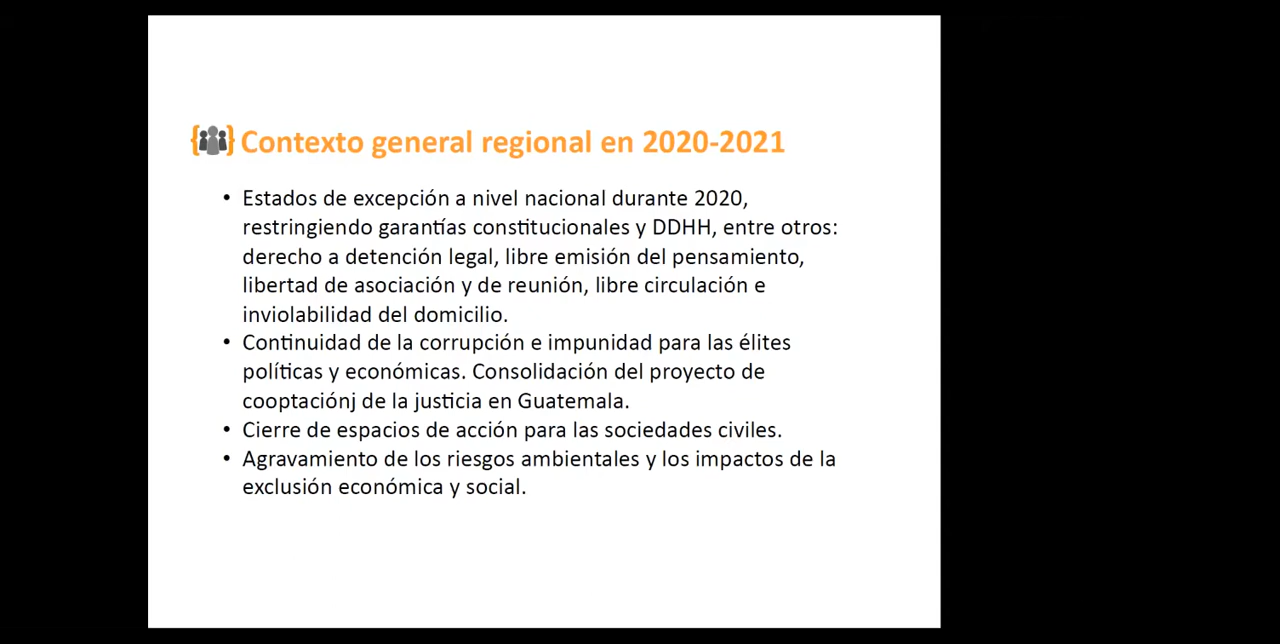 Contexto general regional en 2020-2021
• Estados de excepción a nivel nacional durante 2020,
restringiendo garantías constitucionales y DDHH, entre otros:
derecho a detención legal, libre emisión del pensamiento,
libertad de asociación y de reunión, libre circulación e
inviolabilidad del domicilio.
• Continuidad de la corrupción e impunidad para las élites
políticas y económicas. Consolidación del proyecto de
cooptaciónj de la justicia en Guatemala.
• Cierre de espacios de acción para las sociedades civiles.
• Agravamiento de los riesgos ambientales y los impactos de la
exclusión económica y social.